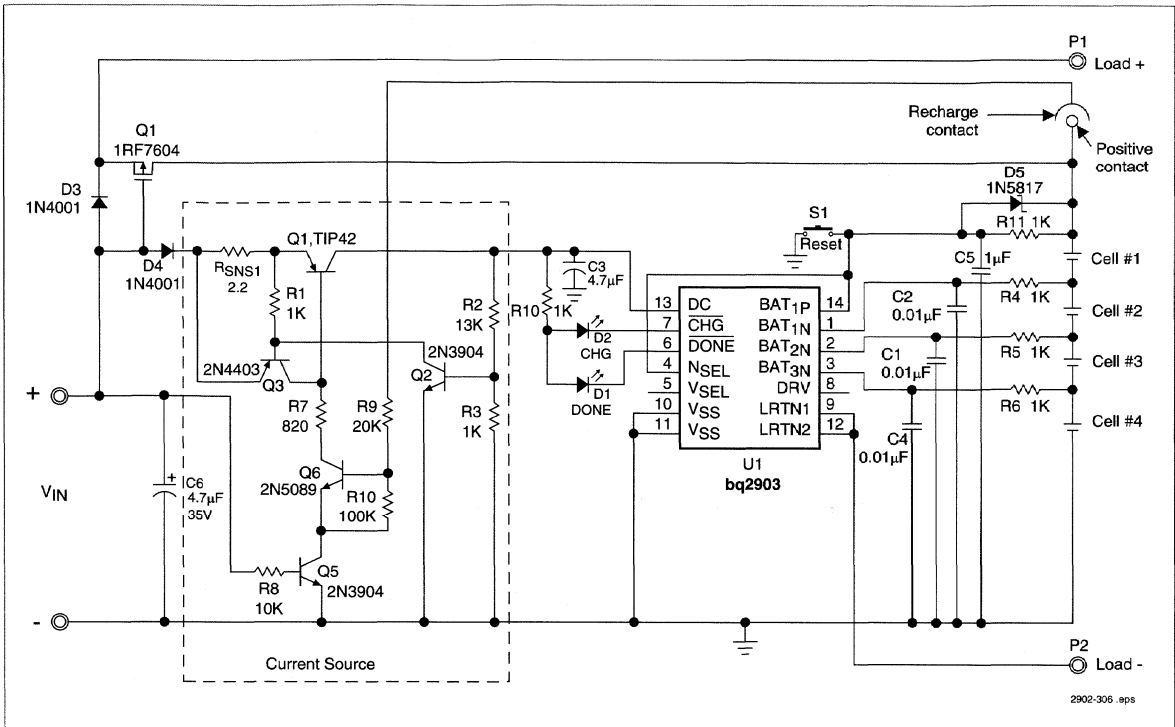 P1
Load +
Recharge
contact
Positive
contact
Q1
1RF7604
D3
1N4001
D5
1N5817
S1
Reset
R11 1K
D4
1N4001
RSNS1
2.2
Q1,TIP42
C3
4.7µF
C5
1µF
Cell #1
R1
1K
R2
13K
R10
1K
13
DC
BAT1P
14
C2
0.01µF
R4 1K
Cell #2
7
CHG
BAT1N
1
D2
CHG
6
DONE
BAT2N
2
C1
0.01µF
R5 1K
Cell #3
2N4403
Q3
2N3904
Q2
4
NSEL
BAT3N
3
D1
DONE
5
VSEL
DRV
8
R6 1K
+
R7
820
R9
20K
R3
1K
10
VSS
LRTN1
9
11
VSS
LRTN2
12
C4
0.01µF
Cell #4
U1
bq2903
VIN
+
C6
4.7µF
35V
Q6
2N5089
R10
100K
R8
10K
Q5
2N3904
-
Current Source
P2
Load -
2902-306 .eps